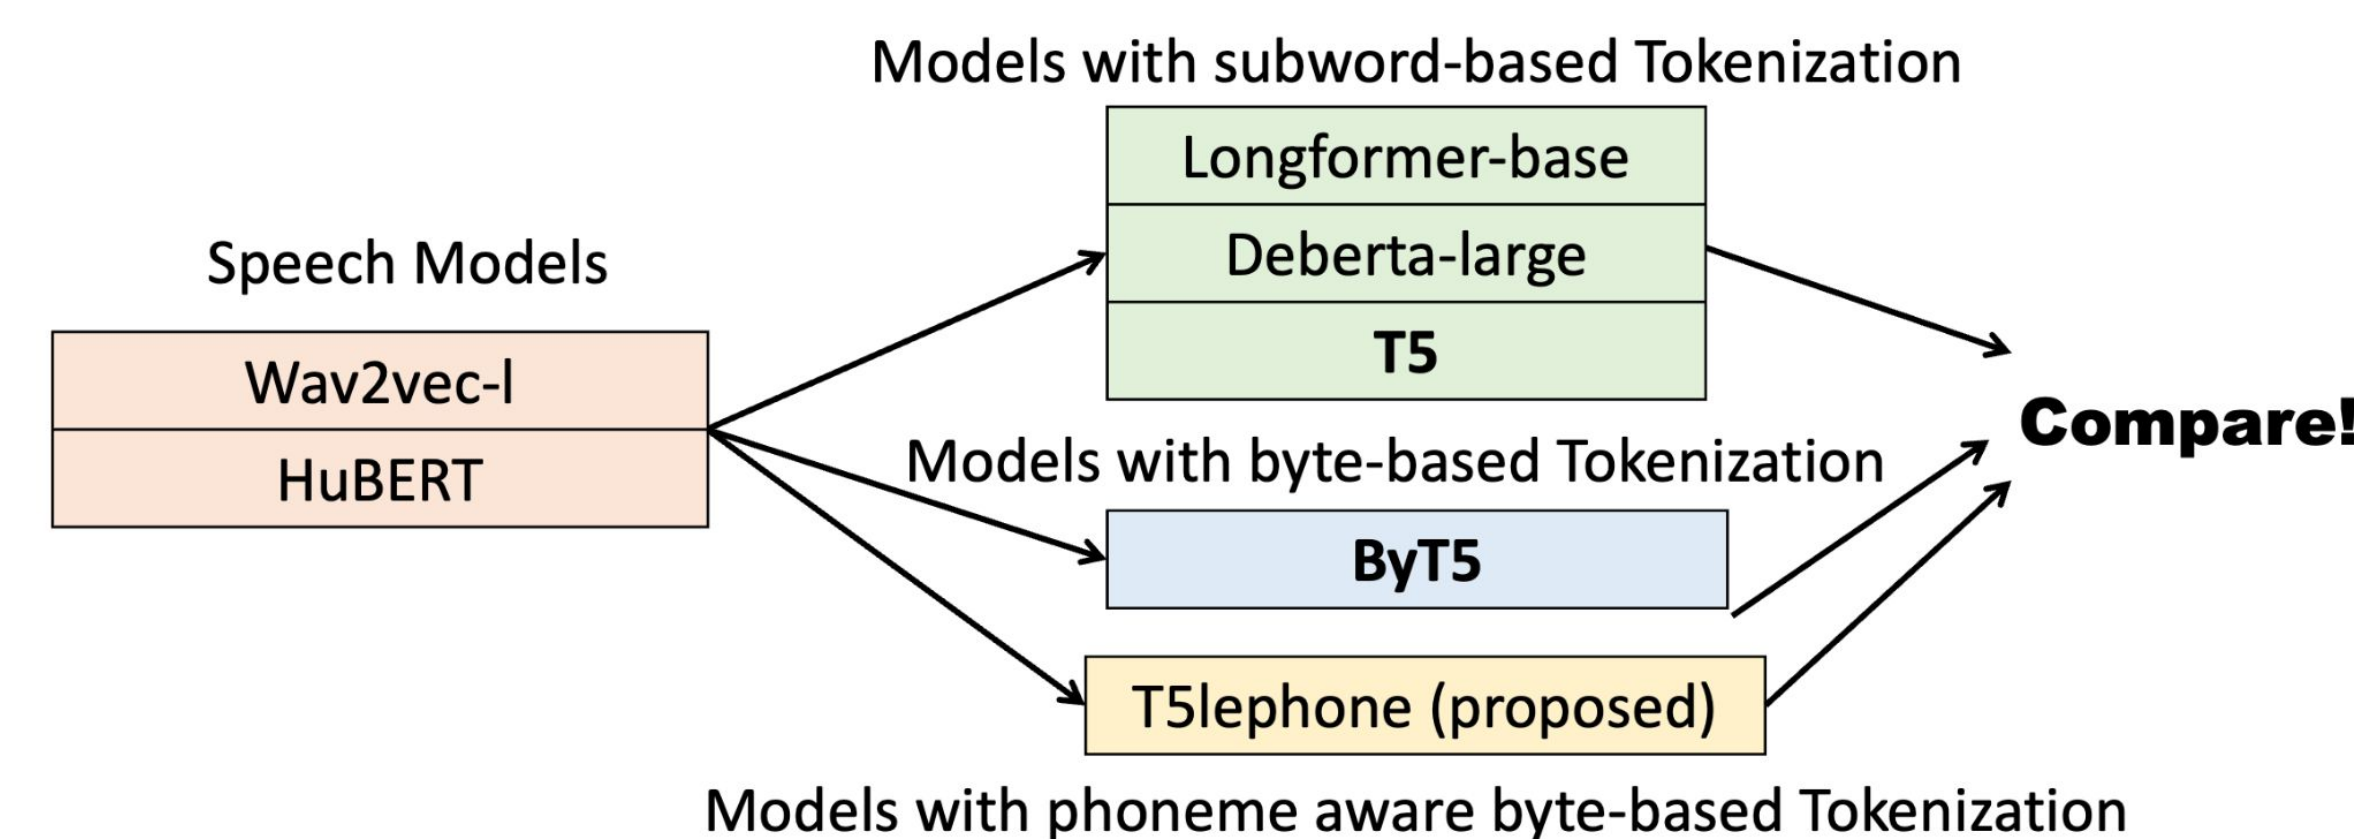 Models with subword-based Tokenization
Longformer-base
Deberta-large
T5
Speech Models
Wav2vec-l
HuBERT
Compare!
Models with byte-based Tokenization
ByT5
T5lephone (proposed)
Models with phoneme aware byte-based Tokenization